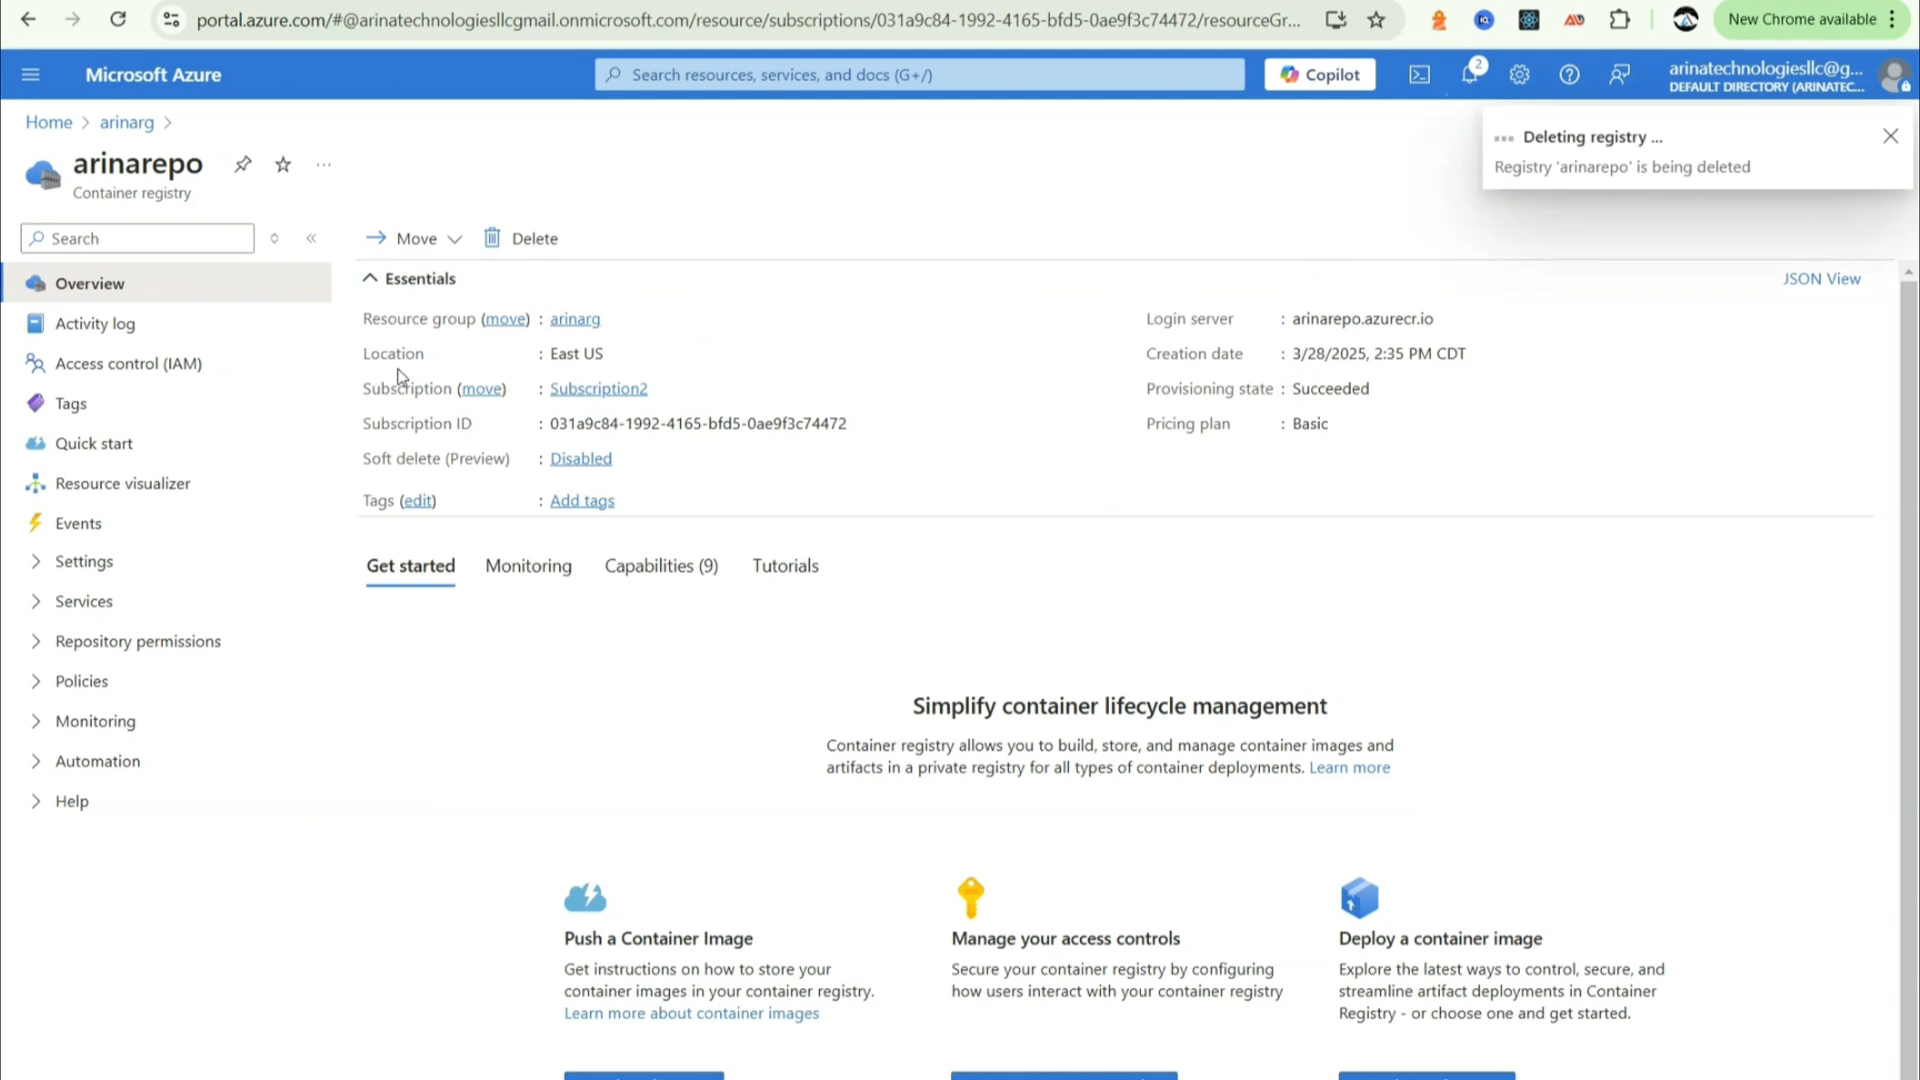 portal.azure.com/#@arinatechnologiesllcgmail.onmicrosoft.com/resource/subscriptions/031a9c84-1992-4165-bfd5-0ae9f3c74472/resourceGr...
New Chrome available
Microsoft Azure
Search resources, services, and docs (G+/)
Copilot
2
arinatechnologiesllc@g...
DEFAULT DIRECTORY (ARINATEC...
Home > arinarg >
Deleting registry ...
Registry 'arinarepo' is being deleted
arinarepo
Container registry
Search
Move
Delete
Overview
Activity log
Access control (IAM)
Tags
Quick start
Resource visualizer
Events
Settings
Services
Repository permissions
Policies
Monitoring
Automation
Help
Essentials
JSON View
Resource group (move) : arinarg
Location : East US
Subscription (move) : Subscription2
Subscription ID : 031a9c84-1992-4165-bfd5-0ae9f3c74472
Soft delete (Preview) : Disabled
Tags (edit) : Add tags
Login server : arinarepo.azurecr.io
Creation date : 3/28/2025, 2:35 PM CDT
Provisioning state : Succeeded
Pricing plan : Basic
Get started Monitoring Capabilities (9) Tutorials
Simplify container lifecycle management
Container registry allows you to build, store, and manage container images and
artifacts in a private registry for all types of container deployments. Learn more
Push a Container Image
Get instructions on how to store your
container images in your container registry.
Learn more about container images
Manage your access controls
Secure your container registry by configuring
how users interact with your container registry
Deploy a container image
Explore the latest ways to control, secure, and
streamline artifact deployments in Container
Registry - or choose one and get started.